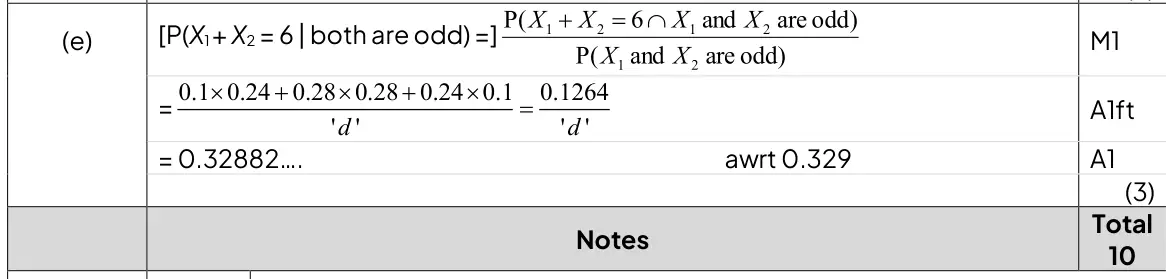 (e) [P(X₁ + X₂ = 6 | both are odd) =] P(X₁ + X₂ = 6 ∩ X₁ and X₂ are odd) / P(X₁ and X₂ are odd) M1
= 0.1×0.24 + 0.28×0.28 + 0.24×0.1 / 'd' = 0.1264 / 'd' A1ft
= 0.32882…. awrt 0.329 A1
(3)
Notes Total
10